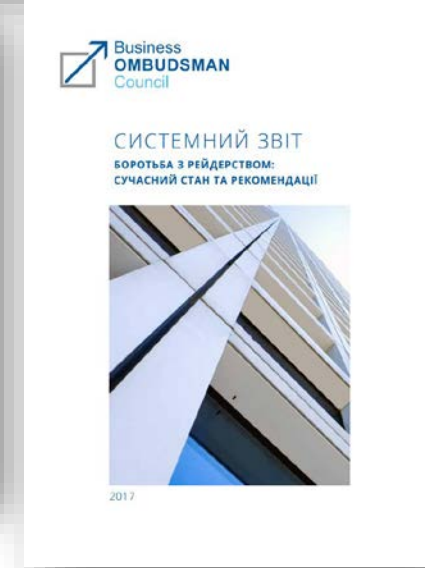 Business
OMBUDSMAN
Council
СИСТЕМНИЙ ЗВІТ
БОРОТЬБА З РЕЙДЕРСТВОМ:
СУЧАСНИЙ СТАН ТА РЕКОМЕНДАЦІЇ
2017